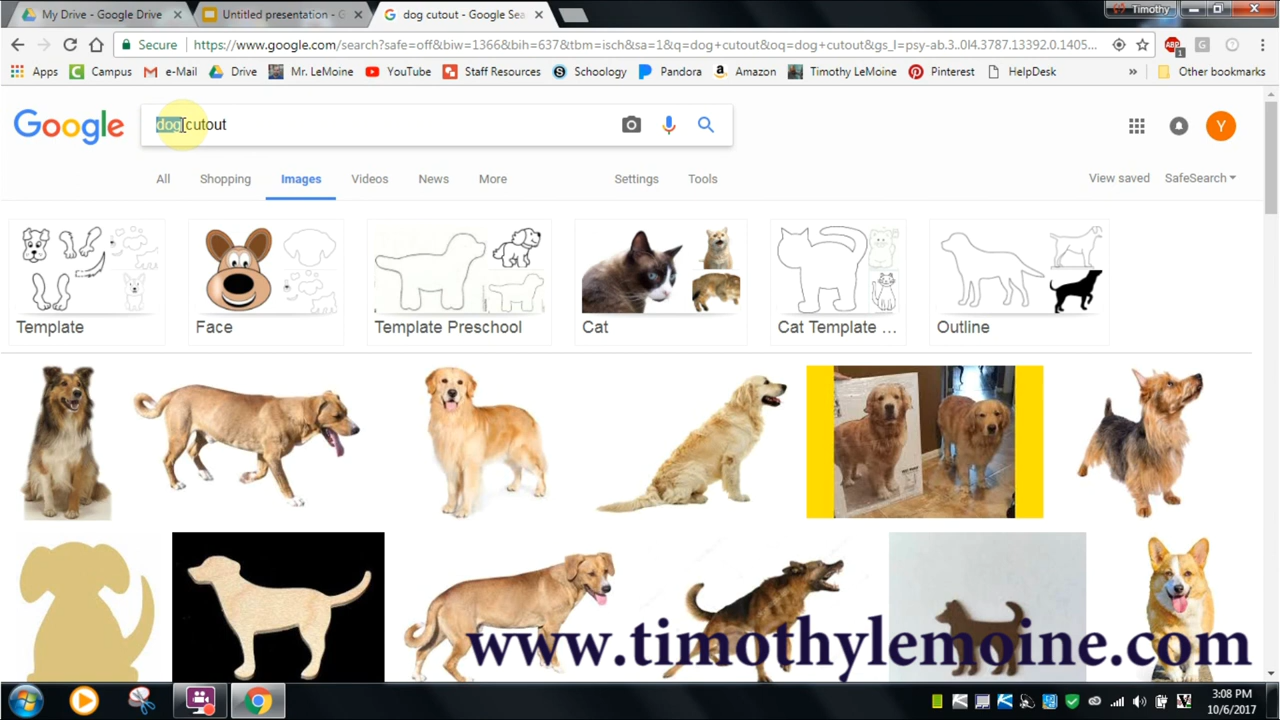 My Drive - Google Drive
Untitled presentation - G
dog cutout - Google Sea
Timothy
Secure
https://www.google.com/search?safe=off&biw=1366&bih=637&tbm=isch&sa=1&q=dog+cutout&oq=dog+cutout&gs_l=psy-ab.3.0l4.3787.13392.0.1405...
Apps
Campus
e-Mail
Drive
Mr. LeMoine
YouTube
Staff Resources
Schoology
Pandora
Amazon
Timothy LeMoine
Pinterest
HelpDesk
»
Other bookmarks
Google
dog cutout
Y
All
Shopping
Images
Videos
News
More
Settings
Tools
View saved
SafeSearch
Template
Face
Template Preschool
Cat
Cat Template ...
Outline
www.timothylemoine.com
3:08 PM
10/6/2017